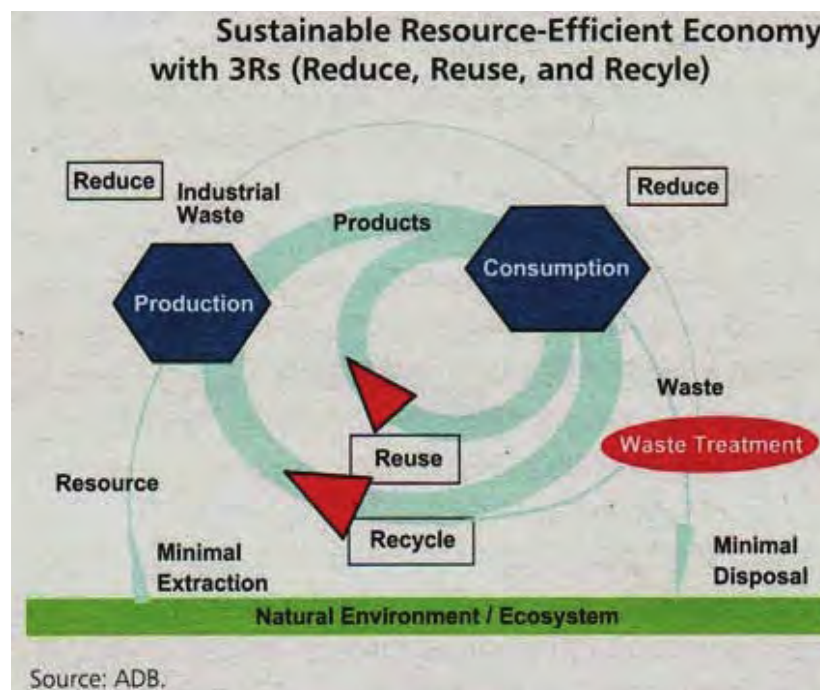 Sustainable Resource-Efficient Economy
with 3Rs (Reduce, Reuse, and Recyle)
Reduce
Industrial
Waste
Products
Reduce
Consumption
Production
Waste
Waste Treatment
Reuse
Resource
Recycle
Minimal
Extraction
Minimal
Disposal
Natural Environment / Ecosystem
Source: ADB.